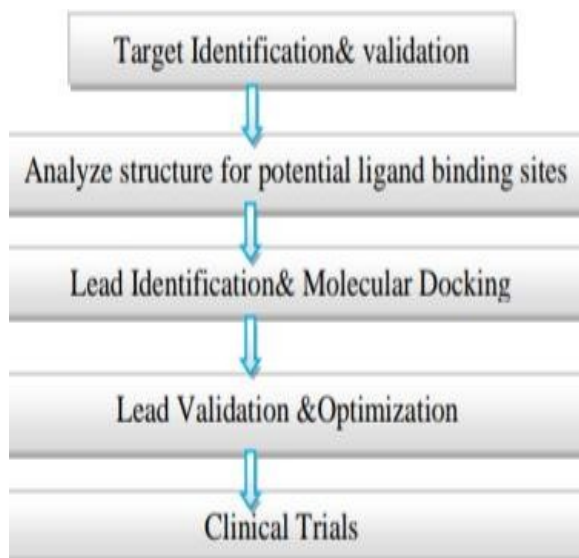 Target Identification& validation
Analyze structure for potential ligand binding sites
Lead Identification& Molecular Docking
Lead Validation &Optimization
Clinical Trials